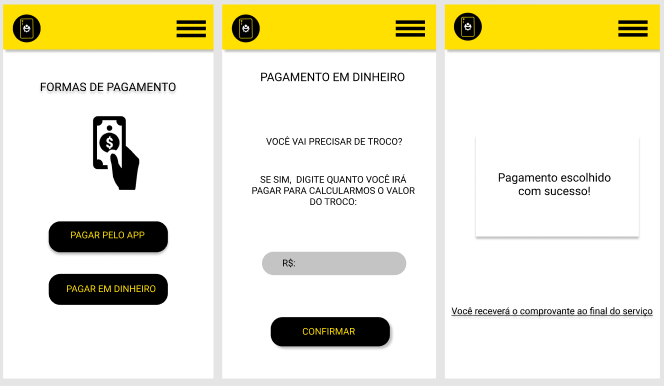 FORMAS DE PAGAMENTO
PAGAR PELO APP
PAGAR EM DINHEIRO
PAGAMENTO EM DINHEIRO
VOCÊ VAI PRECISAR DE TROCO?
SE SIM, DIGITE QUANTO VOCÊ IRÁ
PAGAR PARA CALCULARMOS O VALOR
DO TROCO:
R$:
CONFIRMAR
Pagamento escolhido
com sucesso!
Você receverá o comprovante ao final do serviço